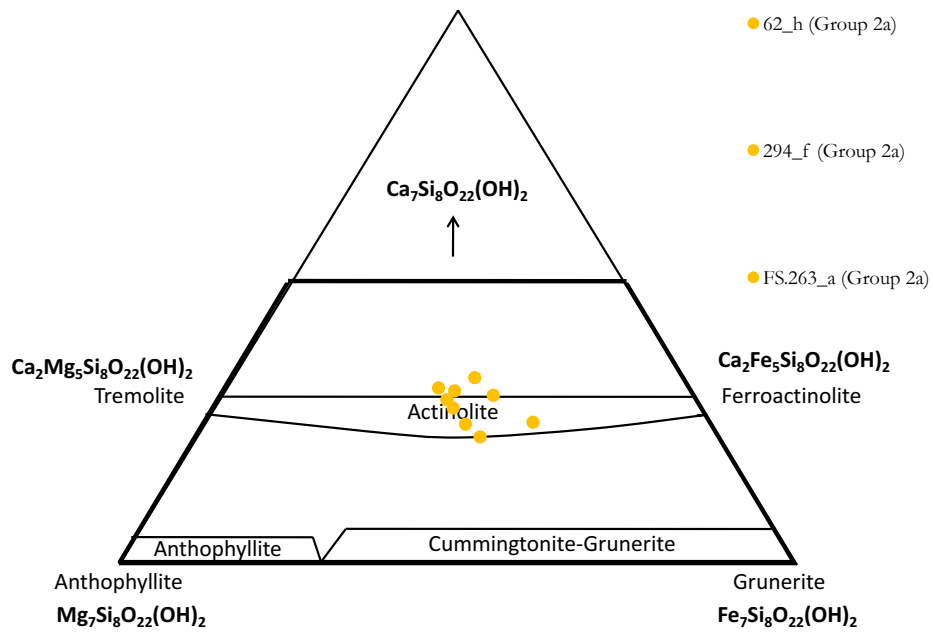 62_h (Group 2a)
294_f (Group 2a)
Ca₇Si₈O₂₂(OH)₂
FS.263_a (Group 2a)
Ca₂Mg₅Si₈O₂₂(OH)₂
Tremolite
Ca₂Fe₅Si₈O₂₂(OH)₂
Ferroactinolite
Actinolite
Anthophyllite
Cummingtonite-Grunerite
Anthophyllite
Mg₇Si₈O₂₂(OH)₂
Grunerite
Fe₇Si₈O₂₂(OH)₂